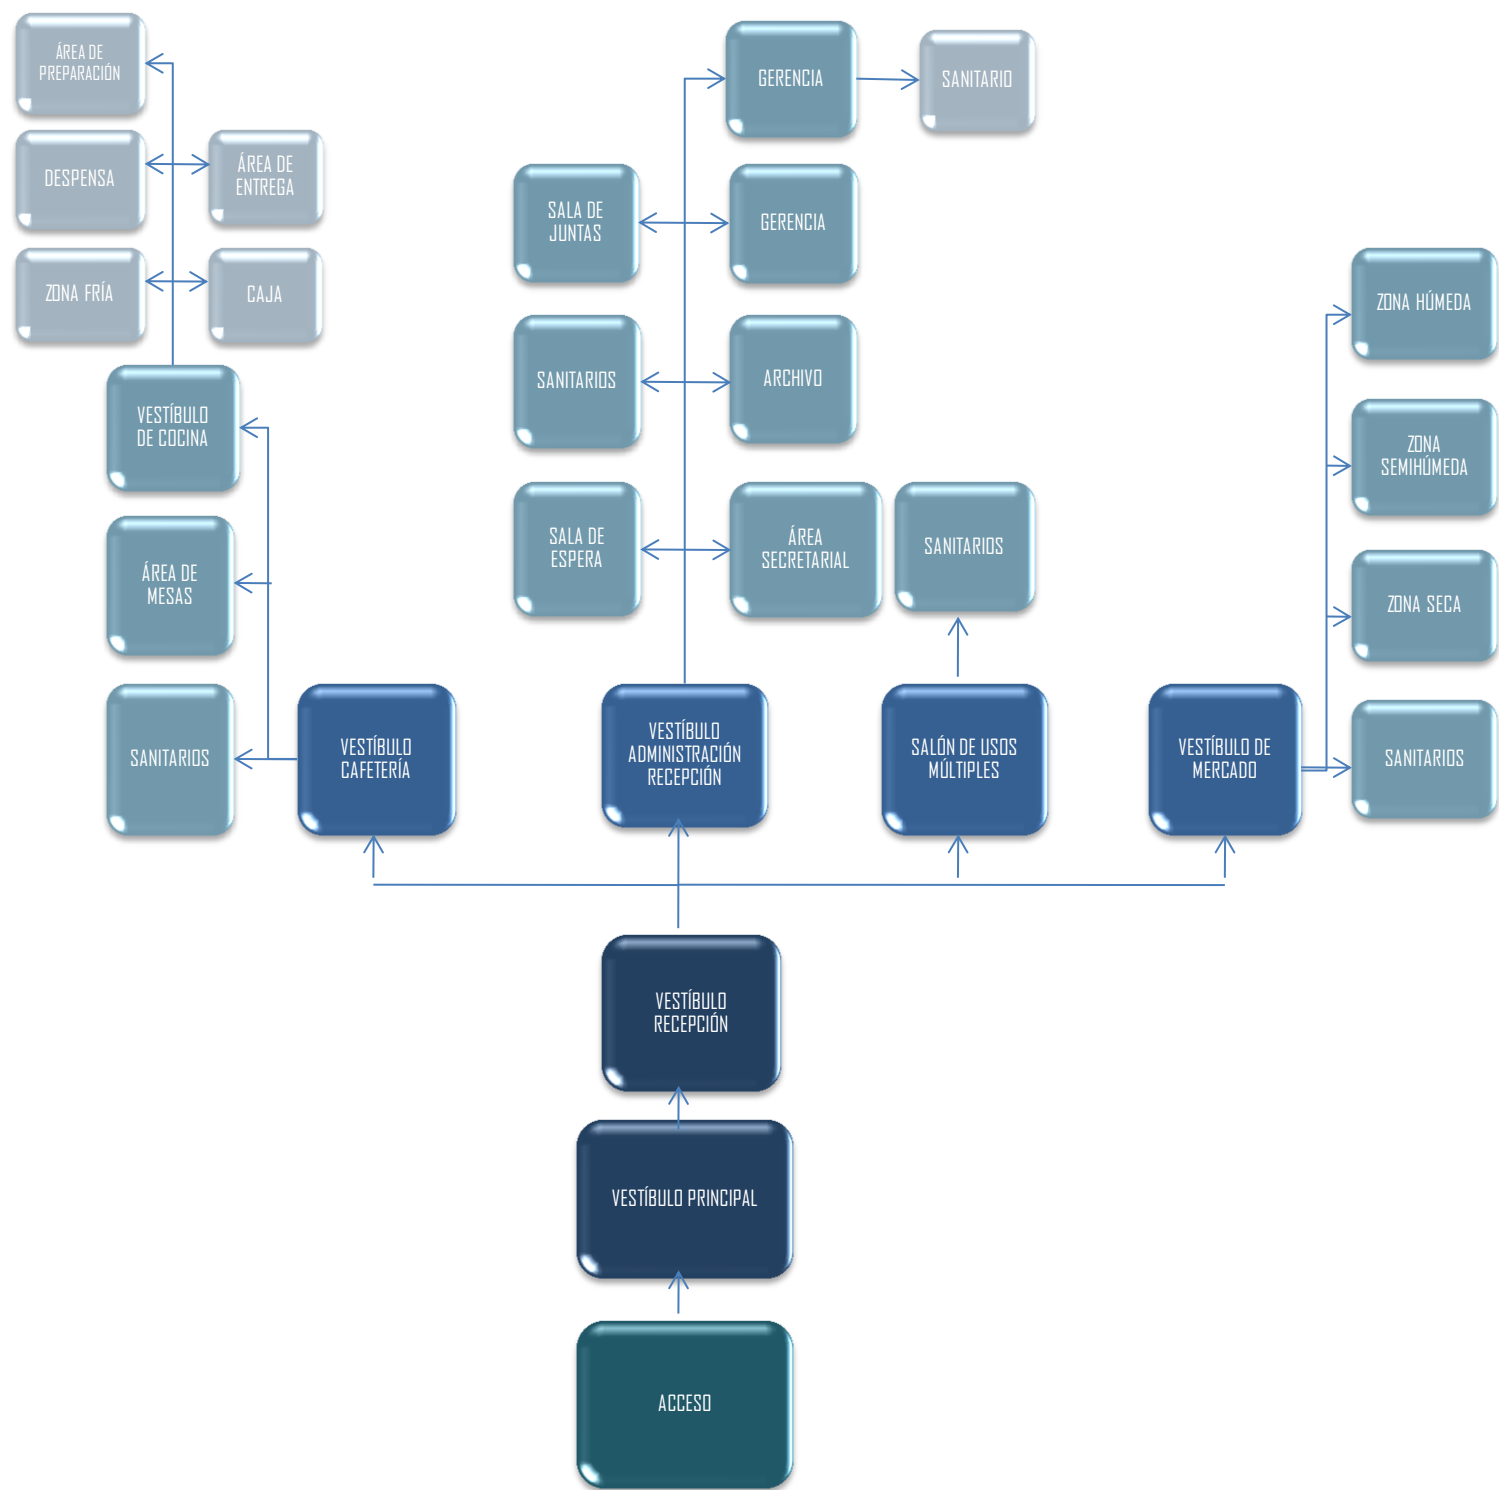 ÁREA DE
PREPARACIÓN
GERENCIA
SANITARIO
DESPENSA
ÁREA DE
ENTREGA
SALA DE
JUNTAS
GERENCIA
ZONA FRÍA
CAJA
ZONA HÚMEDA
SANITARIOS
ARCHIVO
VESTÍBULO
DE COCINA
ZONA
SEMIHÚMEDA
SALA DE
ESPERA
ÁREA
SECRETARIAL
SANITARIOS
ÁREA DE
MESAS
ZONA SECA
SANITARIOS
VESTÍBULO
CAFETERÍA
VESTÍBULO
ADMINISTRACIÓN
RECEPCIÓN
SALÓN DE USOS
MÚLTIPLES
VESTÍBULO DE
MERCADO
SANITARIOS
VESTÍBULO
RECEPCIÓN
VESTÍBULO PRINCIPAL
ACCESO